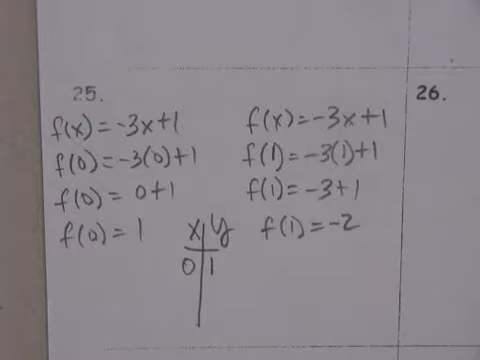 25.
f(x) = -3x+1
f(0) = -3(0)+1
f(0) = 0+1
f(0) = 1
f(x) = -3x+1
f(1) = -3(1)+1
f(1) = -3+1
f(1) = -2
x y
0 1
26.